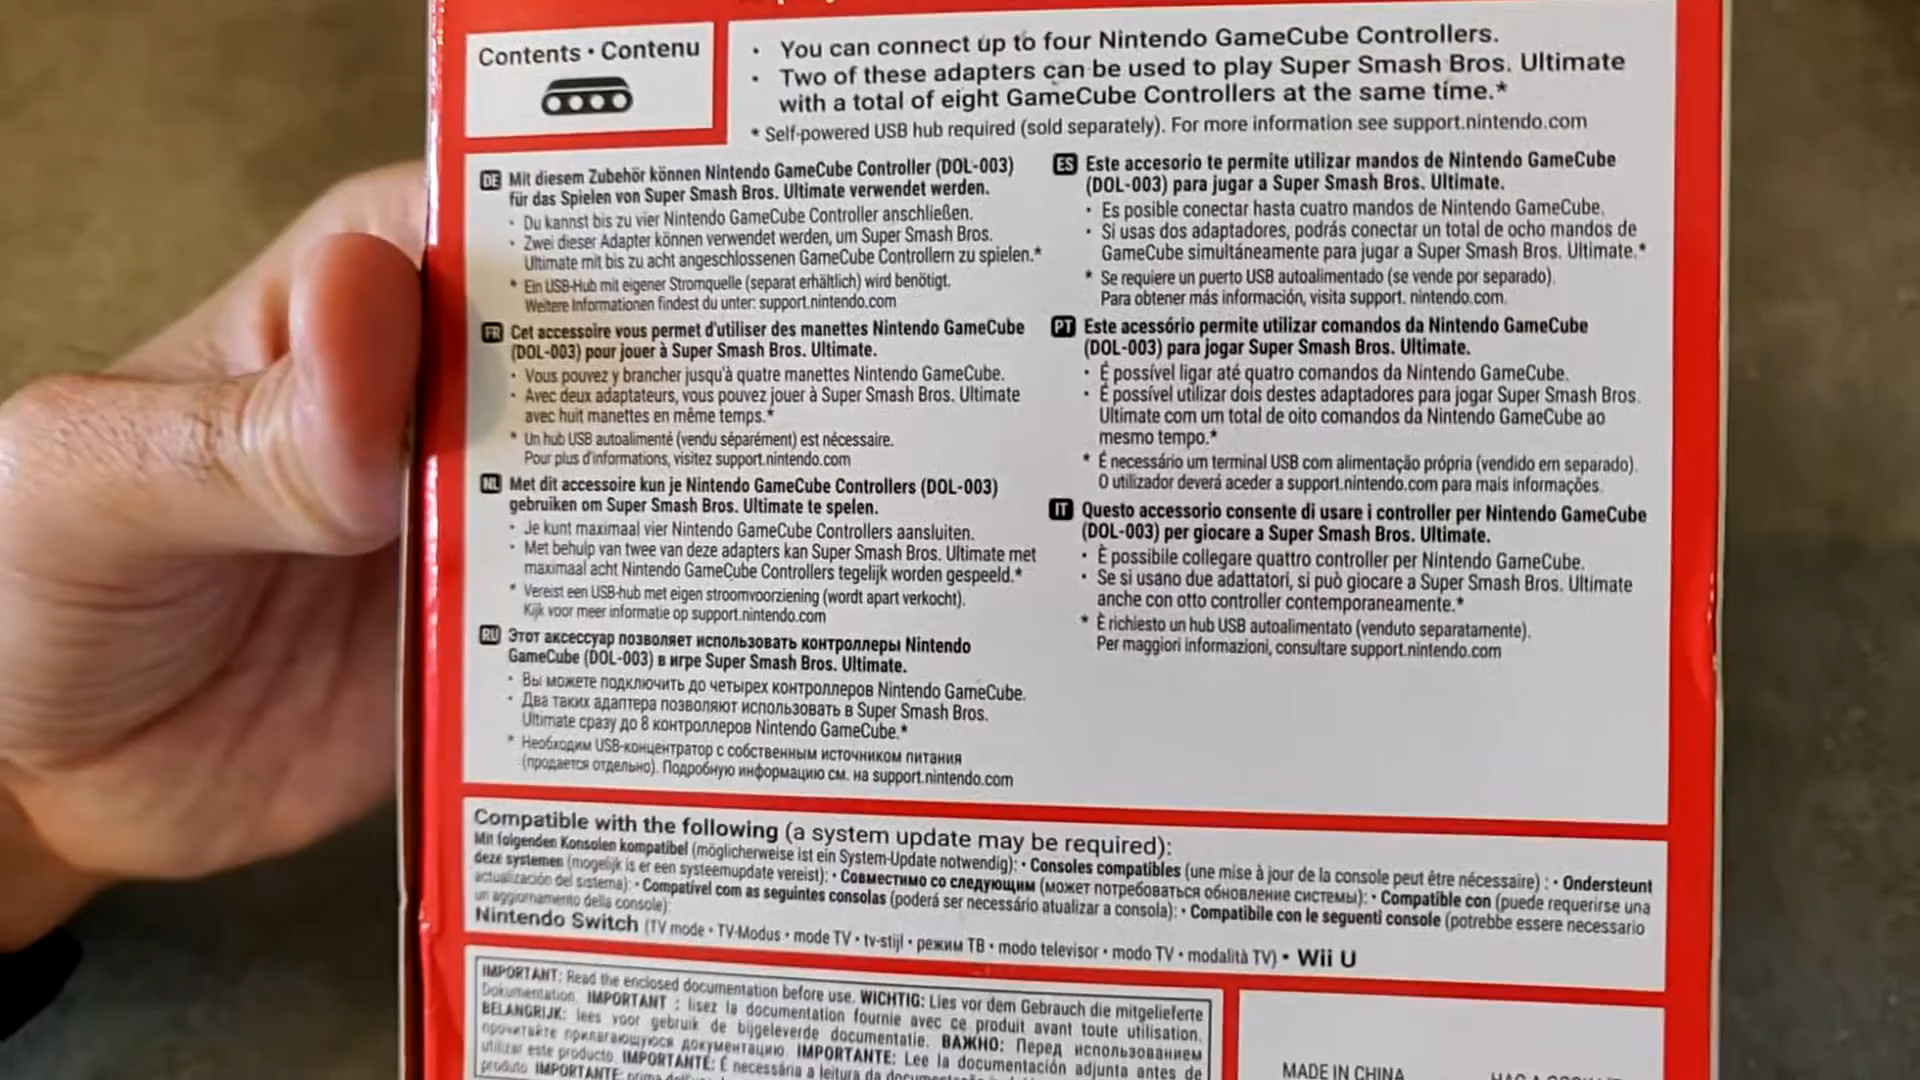 Contents • Contenu
• You can connect up to four Nintendo GameCube Controllers.
• Two of these adapters can be used to play Super Smash Bros. Ultimate
with a total of eight GameCube Controllers at the same time.*
* Self-powered USB hub required (sold separately). For more information see support.nintendo.com
DE Mit diesem Zubehör können Nintendo GameCube Controller (DOL-003)
für das Spielen von Super Smash Bros. Ultimate verwendet werden.
• Du kannst bis zu vier Nintendo GameCube Controller anschließen.
• Zwei dieser Adapter können verwendet werden, um Super Smash Bros.
Ultimate mit bis zu acht angeschlossenen GameCube Controllern zu spielen.*
* Ein USB-Hub mit eigener Stromquelle (separat erhältlich) wird benötigt.
Weitere Informationen findest du unter: support.nintendo.com
FR Cet accessoire vous permet d'utiliser des manettes Nintendo GameCube
(DOL-003) pour jouer à Super Smash Bros. Ultimate.
• Vous pouvez y brancher jusqu'à quatre manettes Nintendo GameCube.
• Avec deux adaptateurs, vous pouvez jouer à Super Smash Bros. Ultimate
avec huit manettes en même temps.*
* Un hub USB autoalimenté (vendu séparément) est nécessaire.
Pour plus d'informations, visitez support.nintendo.com
NL Met dit accessoire kun je Nintendo GameCube Controllers (DOL-003)
gebruiken om Super Smash Bros. Ultimate te spelen.
• Je kunt maximaal vier Nintendo GameCube Controllers aansluiten.
• Met behulp van twee van deze adapters kan Super Smash Bros. Ultimate met
maximaal acht Nintendo GameCube Controllers tegelijk worden gespeeld.*
* Vereist een USB-hub met eigen stroomvoorziening (wordt apart verkocht).
Kijk voor meer informatie op support.nintendo.com
RU Этот аксессуар позволяет использовать контроллеры Nintendo
GameCube (DOL-003) в игре Super Smash Bros. Ultimate.
• Вы можете подключить до четырех контроллеров Nintendo GameCube.
• Два таких адаптера позволяют использовать в Super Smash Bros.
Ultimate сразу до 8 контроллеров Nintendo GameCube.*
* Необходим USB-концентратор с собственным источником питания
(продается отдельно). Подробную информацию см. на support.nintendo.com
ES Este accesorio te permite utilizar mandos de Nintendo GameCube
(DOL-003) para jugar a Super Smash Bros. Ultimate.
• Es posible conectar hasta cuatro mandos de Nintendo GameCube.
• Si usas dos adaptadores, podrás conectar un total de ocho mandos de
GameCube simultáneamente para jugar a Super Smash Bros. Ultimate.*
* Se requiere un puerto USB autoalimentado (se vende por separado).
Para obtener más información, visita support. nintendo.com.
PT Este acessório permite utilizar comandos da Nintendo GameCube
(DOL-003) para jogar Super Smash Bros. Ultimate.
• É possível ligar até quatro comandos da Nintendo GameCube.
• É possível utilizar dois destes adaptadores para jogar Super Smash Bros.
Ultimate com um total de oito comandos da Nintendo GameCube ao
mesmo tempo.*
* É necessário um terminal USB com alimentação própria (vendido em separado).
O utilizador deverá aceder a support.nintendo.com para mais informações.
IT Questo accessorio consente di usare i controller per Nintendo GameCube
(DOL-003) per giocare a Super Smash Bros. Ultimate.
• È possibile collegare quattro controller per Nintendo GameCube.
• Se si usano due adattatori, si può giocare a Super Smash Bros. Ultimate
anche con otto controller contemporaneamente.*
* È richiesto un hub USB autoalimentato (venduto separatamente).
Per maggiori informazioni, consultare support.nintendo.com
Compatible with the following (a system update may be required):
Mit folgenden Konsolen kompatibel (möglicherweise ist ein System-Update notwendig): • Consoles compatibles (une mise à jour de la console peut être nécessaire) : • Ondersteunt
deze systemen (mogelijk is er een systeemupdate vereist): • Совместимо со следующим (может потребоваться обновление системы): • Compatible con (puede requerirse una
actualización del sistema): • Compatível com as seguintes consolas (poderá ser necessário atualizar a consola): • Compatibile con le seguenti console (potrebbe essere necessario
un aggiornamento della console):
Nintendo Switch (TV mode • TV-Modus • mode TV • tv-stijl • режим ТВ • modo televisor • modo TV • modalità TV) • Wii U
IMPORTANT: Read the enclosed documentation before use. WICHTIG: Lies vor dem Gebrauch die mitgelieferte
Dokumentation. IMPORTANT : lisez la documentation fournie avec ce produit avant toute utilisation.
BELANGRIJK: lees voor gebruik de bijgeleverde documentatie. ВАЖНО: Перед использованием
прочитайте прилагающуюся документацию. IMPORTANTE: Lee la documentación adjunta antes de
utilizar este producto. IMPORTANTE: É necessária a leitura da documentação
produto. IMPORTANTE: prima
MADE IN CHINA